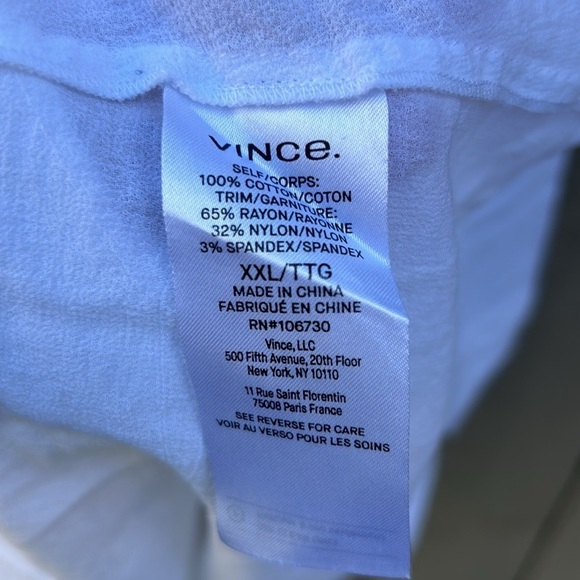 VINCe.
SELF/CORPS:
100% COTTON/COTON
TRIM/GARNITURE:
65% RAYON/RAYONNE
32% NYLON/NYLON
3% SPANDEX/SPANDEX
XXL/TTG
MADE IN CHINA
FABRIQUÉ EN CHINE
RN#106730
Vince, LLC
500 Fifth Avenue, 20th Floor
New York, NY 10110
11 Rue Saint Florentin
75008 Paris France
SEE REVERSE FOR CARE
VOIR AU VERSO POUR LES SOINS